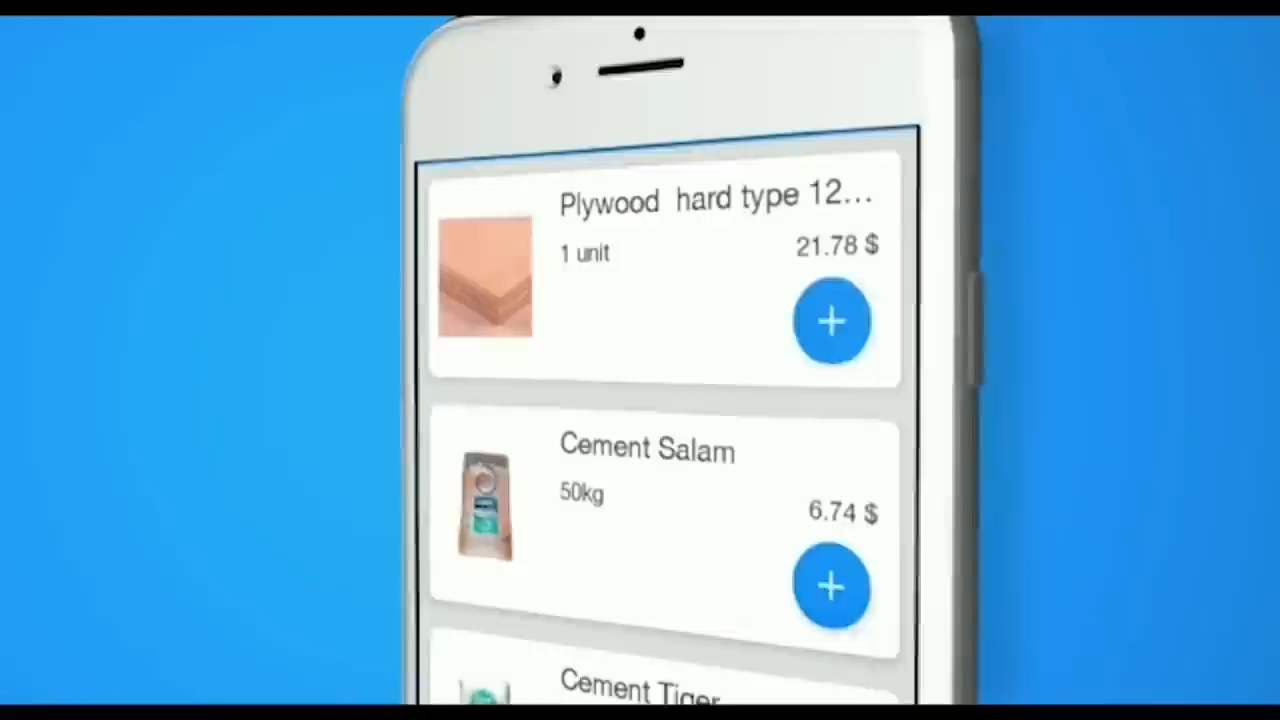 Plywood hard type 12...
1 unit
21.78 $
+
Cement Salam
50kg
6.74 $
+
Cement Tiger